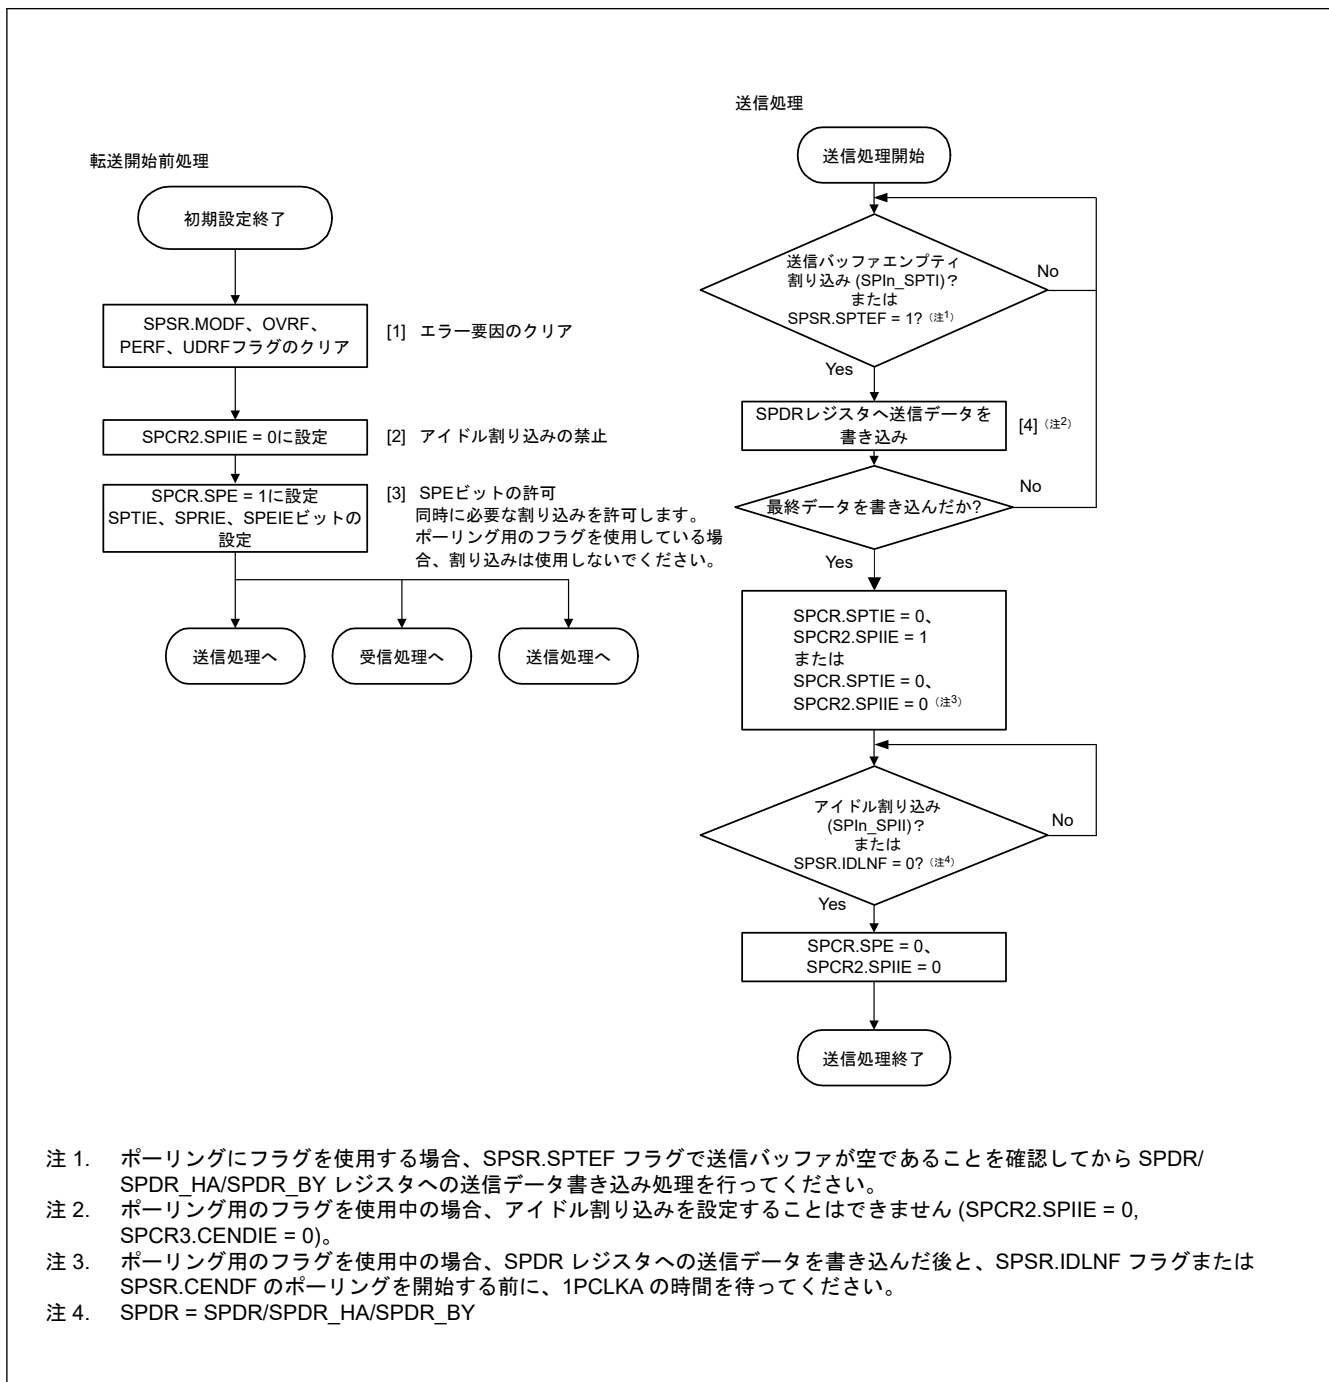 転送開始前処理
初期設定終了
SPSR.MODF、OVRF、
PERF、UDRFフラグのクリア
[1] エラー要因のクリア
SPCR2.SPIIE = 0に設定
[2] アイドル割り込みの禁止
SPCR.SPE = 1に設定
SPTIE、SPRIE、SPEIEビットの
設定
[3] SPEビットの許可
同時に必要な割り込みを許可します。
ポーリング用のフラグを使用している場
合、割り込みは使用しないでください。
送信処理へ
受信処理へ
送信処理へ
送信処理
送信処理開始
送信バッファエンプティ
割り込み (SPIn_SPTI)？
または
SPSR.SPTEF = 1? (注1)
No
Yes
SPDRレジスタへ送信データを
書き込み
[4] (注2)
最終データを書き込んだか?
No
Yes
SPCR.SPTIE = 0、
SPCR2.SPIIE = 1
または
SPCR.SPTIE = 0、
SPCR2.SPIIE = 0 (注3)
アイドル割り込み
(SPIn_SPII)？
または
SPSR.IDLNF = 0? (注4)
No
Yes
SPCR.SPE = 0、
SPCR2.SPIIE = 0
送信処理終了
注 1. ポーリングにフラグを使用する場合、SPSR.SPTEF フラグで送信バッファが空であることを確認してから SPDR/
SPDR_HA/SPDR_BY レジスタへの送信データ書き込み処理を行ってください。
注 2. ポーリング用のフラグを使用中の場合、アイドル割り込みを設定することはできません (SPCR2.SPIIE = 0,
SPCR3.CENDIE = 0)。
注 3. ポーリング用のフラグを使用中の場合、SPDR レジスタへの送信データを書き込んだ後と、SPSR.IDLNF フラグまたは
SPSR.CENDF のポーリングを開始する前に、1PCLKA の時間を待ってください。
注 4. SPDR = SPDR/SPDR_HA/SPDR_BY